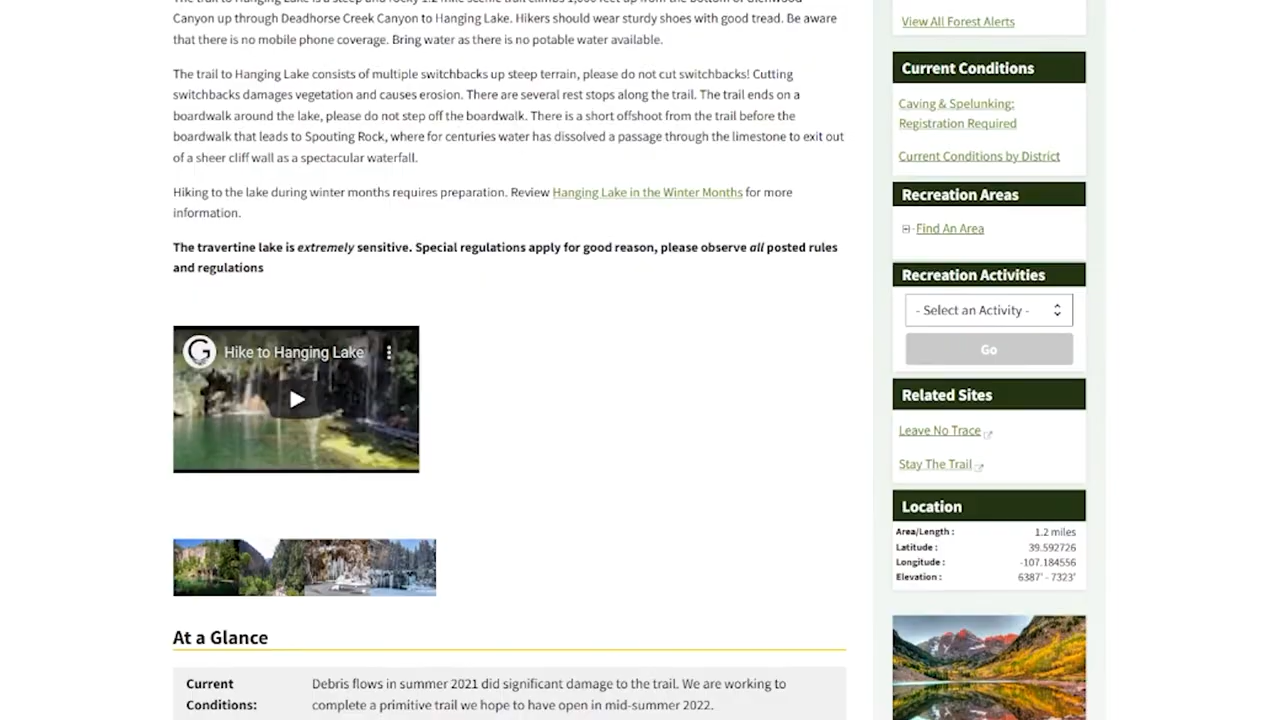 The trail to Hanging Lake is a steep and rocky 1.2 mile scenic trail climbs 1,000 feet up from the bottom of Glenwood
Canyon up through Deadhorse Creek Canyon to Hanging Lake. Hikers should wear sturdy shoes with good tread. Be aware
that there is no mobile phone coverage. Bring water as there is no potable water available.
The trail to Hanging Lake consists of multiple switchbacks up steep terrain, please do not cut switchbacks! Cutting
switchbacks damages vegetation and causes erosion. There are several rest stops along the trail. The trail ends on a
boardwalk around the lake, please do not step off the boardwalk. There is a short offshoot from the trail before the
boardwalk that leads to Spouting Rock, where for centuries water has dissolved a passage through the limestone to exit out
of a sheer cliff wall as a spectacular waterfall.
Hiking to the lake during winter months requires preparation. Review Hanging Lake in the Winter Months for more
information.
The travertine lake is extremely sensitive. Special regulations apply for good reason, please observe all posted rules
and regulations
G Hike to Hanging Lake
At a Glance
Current
Conditions:
Debris flows in summer 2021 did significant damage to the trail. We are working to
complete a primitive trail we hope to have open in mid-summer 2022.
View All Forest Alerts
Current Conditions
Caving & Spelunking;
Registration Required
Current Conditions by District
Recreation Areas
Find An Area
Recreation Activities
- Select an Activity -
Go
Related Sites
Leave No Trace
Stay The Trail
Location
Area/Length : 1.2 miles
Latitude : 39.592726
Longitude : -107.184556
Elevation : 6387' - 7323'